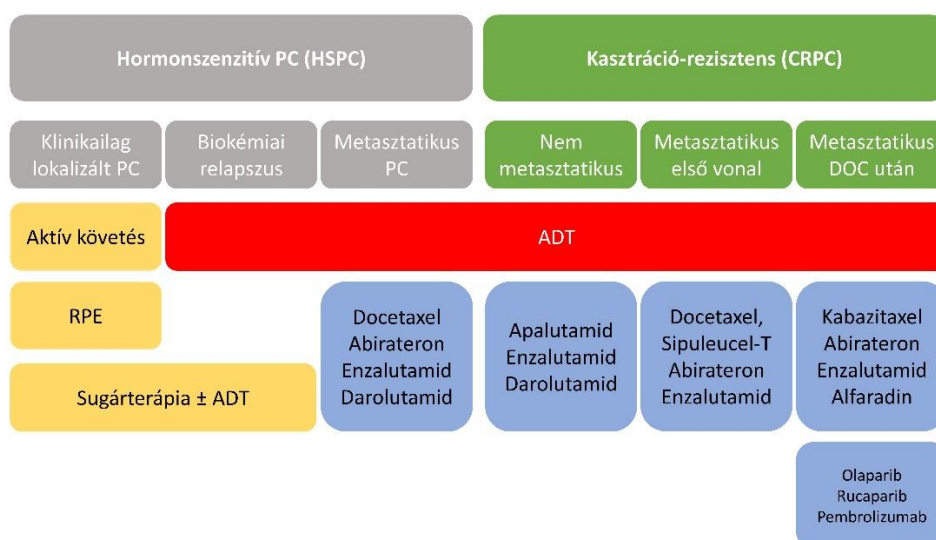 Hormonszenzitív PC (HSPC)
Kasztráció-rezisztens (CRPC)
Klinikailag
lokalizált PC
Biokémiai
relapszus
Metasztatikus
PC
Nem
metasztatikus
Metasztatikus
első vonal
Metasztatikus
DOC után
Aktív követés
ADT
RPE
Sugárterápia ± ADT
Docetaxel
Abirateron
Enzalutamid
Darolutamid
Apalutamid
Enzalutamid
Darolutamid
Docetaxel,
Sipuleucel-T
Abirateron
Enzalutamid
Kabazitaxel
Abirateron
Enzalutamid
Alfaradin
Olaparib
Rucaparib
Pembrolizumab